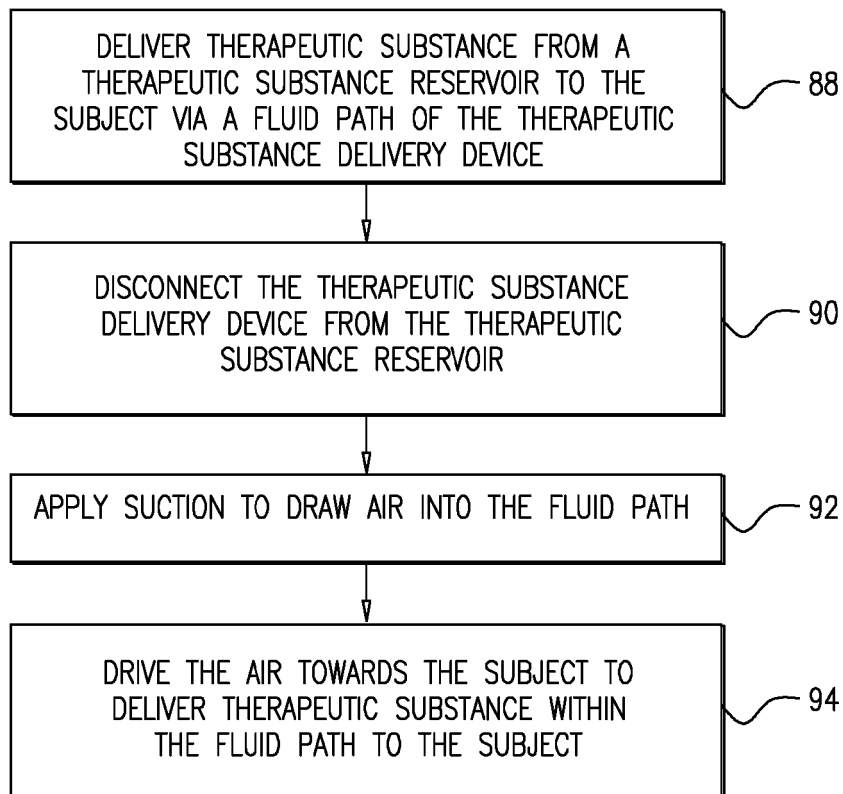 DELIVER THERAPEUTIC SUBSTANCE FROM A
THERAPEUTIC SUBSTANCE RESERVOIR TO THE
SUBJECT VIA A FLUID PATH OF THE THERAPEUTIC
SUBSTANCE DELIVERY DEVICE
88
DISCONNECT THE THERAPEUTIC SUBSTANCE
DELIVERY DEVICE FROM THE THERAPEUTIC
SUBSTANCE RESERVOIR
90
APPLY SUCTION TO DRAW AIR INTO THE FLUID PATH
92
DRIVE THE AIR TOWARDS THE SUBJECT TO
DELIVER THERAPEUTIC SUBSTANCE WITHIN
THE FLUID PATH TO THE SUBJECT
94